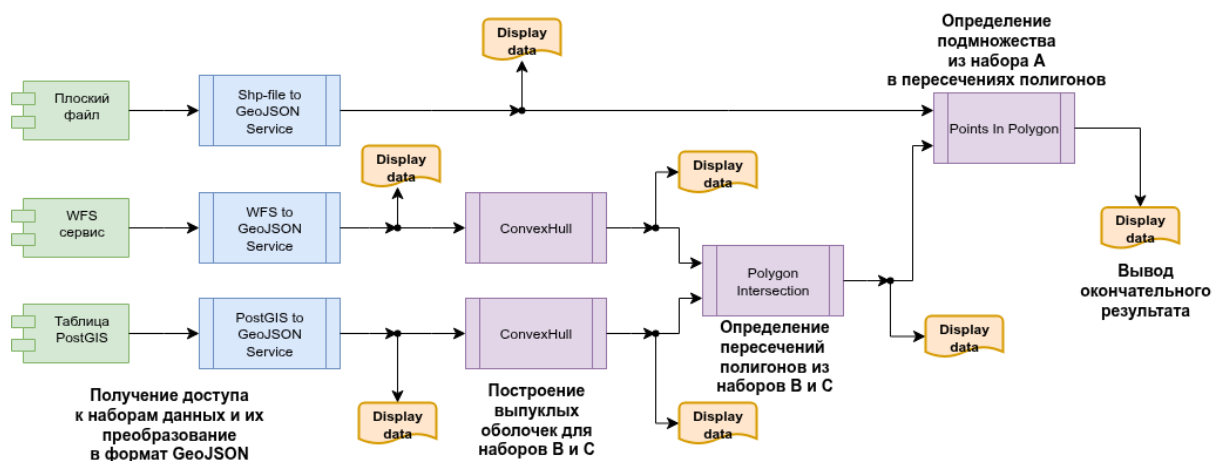 Display
data
Определение
подмножества
из набора A
в пересечениях полигонов
Плоский
файл
Shp-file to
GeoJSON
Service
Points In Polygon
Display
data
Display
data
WFS
сервис
WFS to
GeoJSON
Service
ConvexHull
Display
data
Polygon
Intersection
Вывод
окончательного
результата
Таблица
PostGIS
PostGIS to
GeoJSON
Service
ConvexHull
Display
data
Определение
пересечений
полигонов из
наборов B и C
Получение доступа
к наборам данных и их
преобразование
в формат GeoJSON
Display
data
Построение
выпуклых
оболочек для
наборов B и C
Display
data